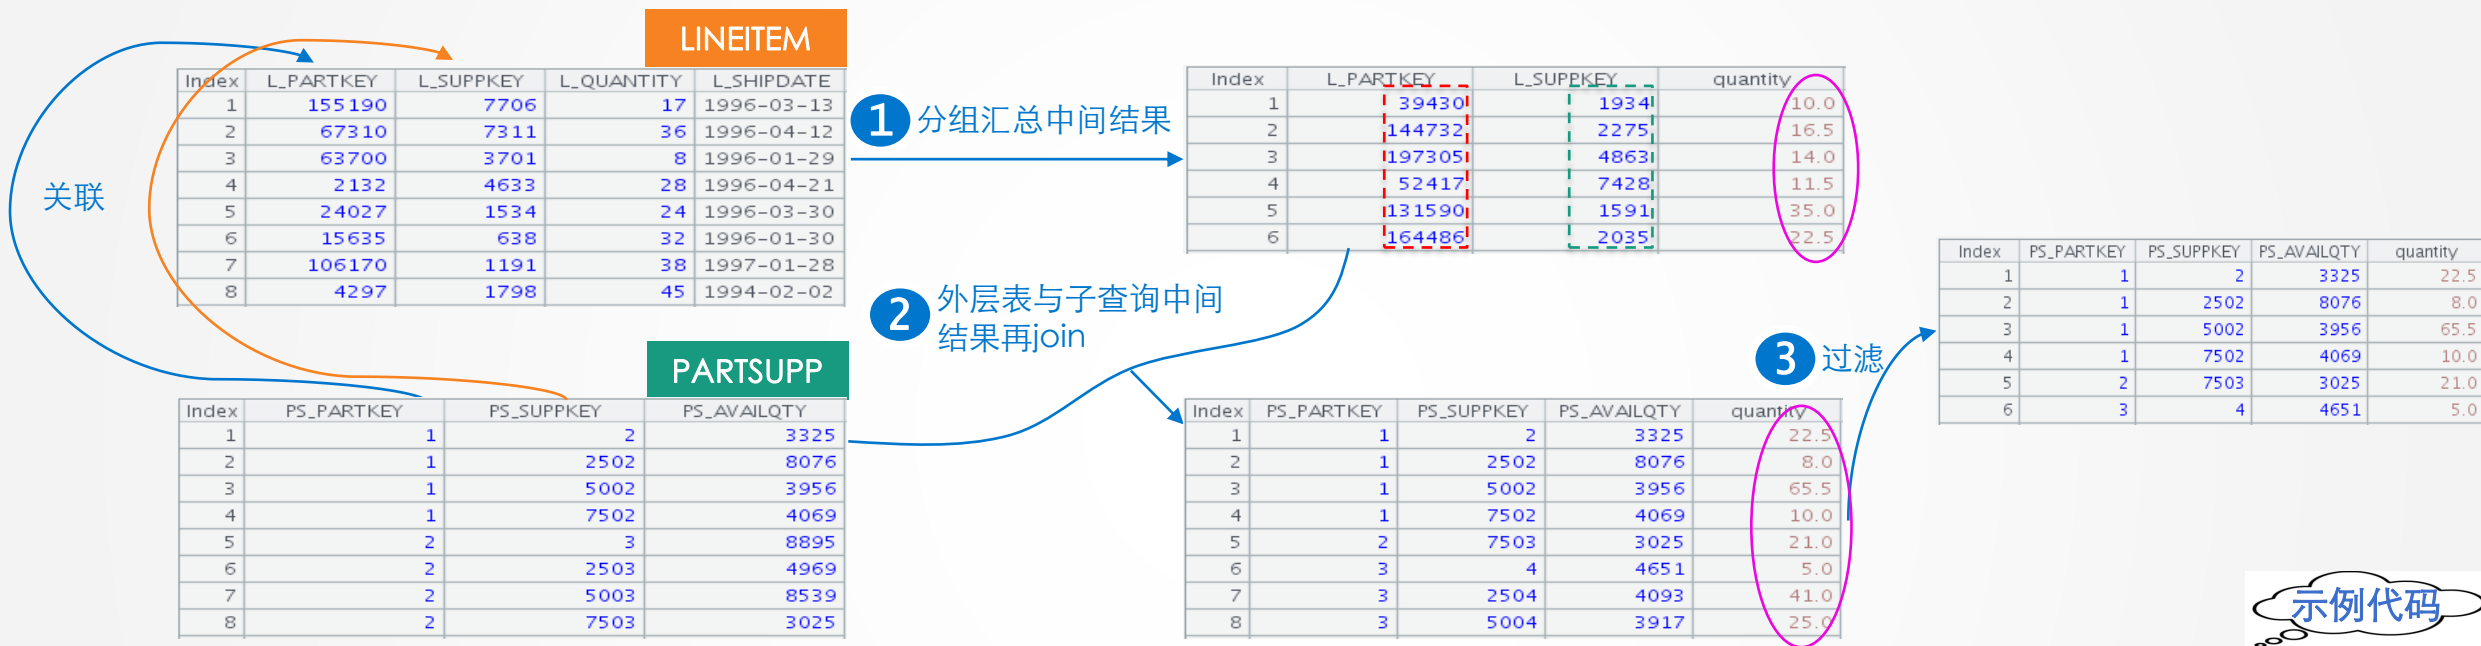 LINEITEM
Index L_PARTKEY L_SUPPKEY L_QUANTITY L_SHIPDATE
1 155190 7706 17 1996-03-13
2 67310 7311 36 1996-04-12
3 63700 3701 8 1996-01-29
4 2132 4633 28 1996-04-21
5 24027 1534 24 1996-03-30
6 15635 638 32 1996-01-30
7 106170 1191 38 1997-01-28
8 4297 1798 45 1994-02-02
关联
PARTSUPP
Index PS_PARTKEY PS_SUPPKEY PS_AVAILQTY
1 1 2 3325
2 1 2502 8076
3 1 5002 3956
4 1 7502 4069
5 2 3 8895
6 2 2503 4969
7 2 5003 8539
8 2 7503 3025
1 分组汇总中间结果
Index L_PARTKEY L_SUPPKEY quantity
1 39430 1934 10.0
2 144732 2275 16.5
3 197305 4863 14.0
4 52417 7428 11.5
5 131590 1591 35.0
6 164486 2035 22.5
2 外层表与子查询中间
结果再join
Index PS_PARTKEY PS_SUPPKEY PS_AVAILQTY quantity
1 1 2 3325 22.5
2 1 2502 8076 8.0
3 1 5002 3956 65.5
4 1 7502 4069 10.0
5 2 7503 3025 21.0
6 3 4 4651 5.0
7 3 2504 4093 41.0
8 3 5004 3917 25.0
3 过滤
Index PS_PARTKEY PS_SUPPKEY PS_AVAILQTY quantity
1 1 2 3325 22.5
2 1 2502 8076 8.0
3 1 5002 3956 65.5
4 1 7502 4069 10.0
5 2 7503 3025 21.0
6 3 4 4651 5.0
示例代码